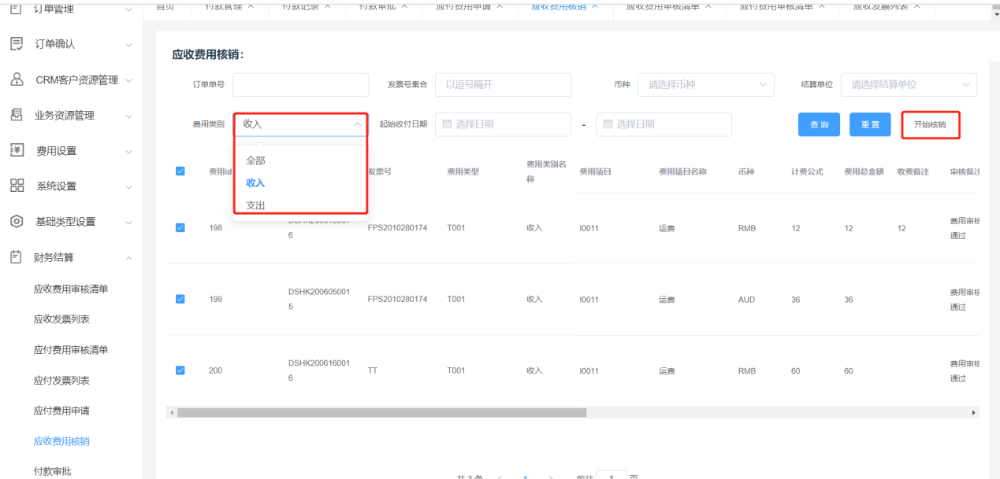 订单管理
首页 付款管理 付款记录 付款审批 应付费用申请 应收费用核销 应收费用审核清单 应付费用审核清单 应收发票列表
订单确认
CRM客户资源管理
业务资源管理
费用设置
系统设置
基础类型设置
财务结算
应收费用审核清单
应收发票列表
应付费用审核清单
应付发票列表
应付费用申请
应收费用核销
付款审批
应收费用核销：
订单单号 发票号集合 以逗号隔开 币种 请选择币种 结算单位 请选择结算单位
费用类别 收入 起始收付日期 选择日期 - 选择日期 查询 重置 开始核销
全部
收入
支出
费用id 发票号 费用类型 费用类别名称 费用项目 费用项目名称 币种 计费公式 费用总金额 收费备注 审核备注
198 6 FPS2010280174 T001 收入 I0011 运费 RMB 12 12 12 费用审核通过
199 DSHK2006050015 FPS2010280174 T001 收入 I0011 运费 AUD 36 36 费用审核通过
200 DSHK2006160016 TT T001 收入 I0011 运费 RMB 60 60 费用审核通过
共 3 条 1 前往 1 页